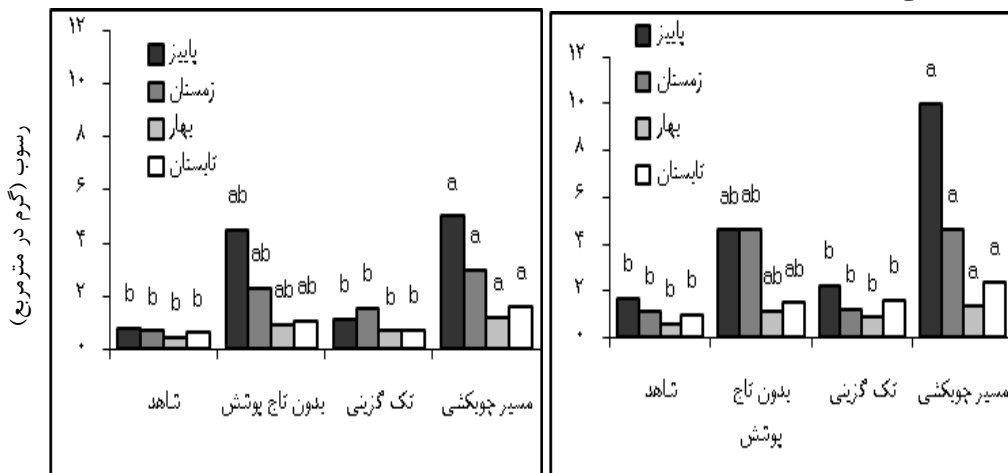 رسوب (گرم در مترمربع)
۱۲
۱۰
۸
۶
۴
۲
۰
پاییز
زمستان
بهار
تابستان
b b b b
ab ab ab ab
b b b b
a a a a
شاهد
بدون تاج پوشش
تک گزینی
مسیر چوبکشی
۱۲
۱۰
۸
۶
۴
۲
۰
پاییز
زمستان
بهار
تابستان
b b b b
ab ab ab ab
b b b b
a a a a
شاهد
بدون تاج
پوشش
تک گزینی
مسیر چوبکشی